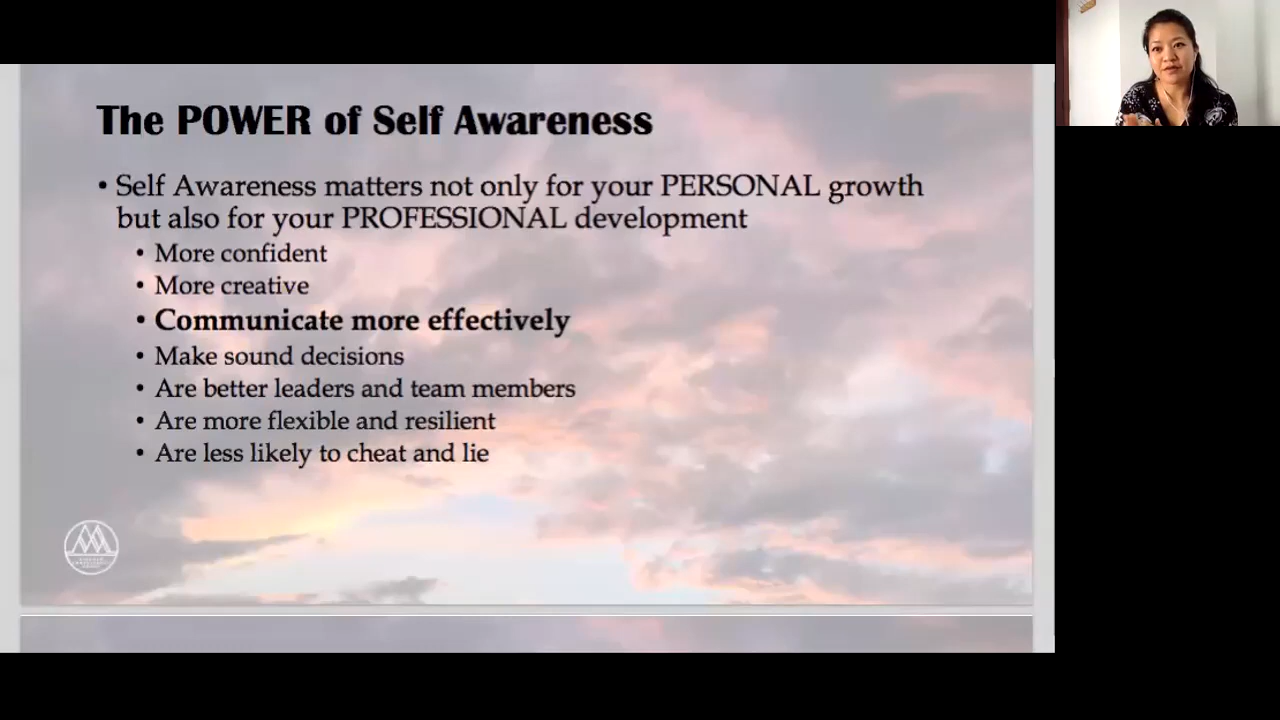 The POWER of Self Awareness
• Self Awareness matters not only for your PERSONAL growth
but also for your PROFESSIONAL development
• More confident
• More creative
• Communicate more effectively
• Make sound decisions
• Are better leaders and team members
• Are more flexible and resilient
• Are less likely to cheat and lie